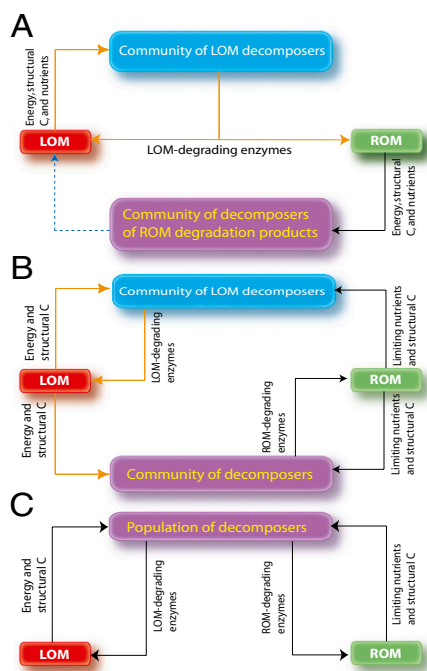 A
Community of LOM decomposers
Energy, structural
C, and nutrients
LOM
ROM
LOM-degrading enzymes
Energy, structural
C, and nutrients
Community of decomposers
of ROM degradation products
B
Community of LOM decomposers
Energy and
structural C
LOM-degrading
enzymes
Limiting nutrients
and structural C
LOM
ROM
Energy and
structural C
ROM-degrading
enzymes
Limiting nutrients
and structural C
Community of decomposers
C
Population of decomposers
Energy and
structural C
LOM-degrading
enzymes
ROM-degrading
enzymes
Limiting nutrients
and structural C
LOM
ROM